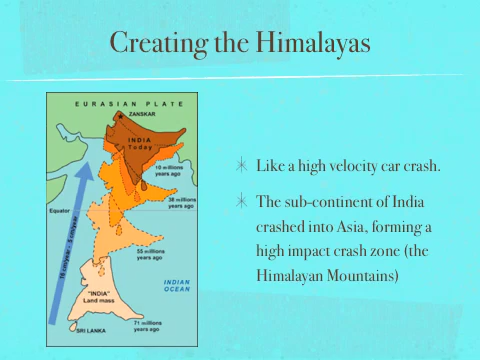 Creating the Himalayas
EURASIAN PLATE
ZANSKAR
INDIA
Today
10 millions
years ago
38 millions
years ago
Equator
55 millions
years ago
INDIAN
OCEAN
"INDIA"
Land mass
71 millions
years ago
SRI LANKA
Like a high velocity car crash.
The sub-continent of India
crashed into Asia, forming a
high impact crash zone (the
Himalayan Mountains)